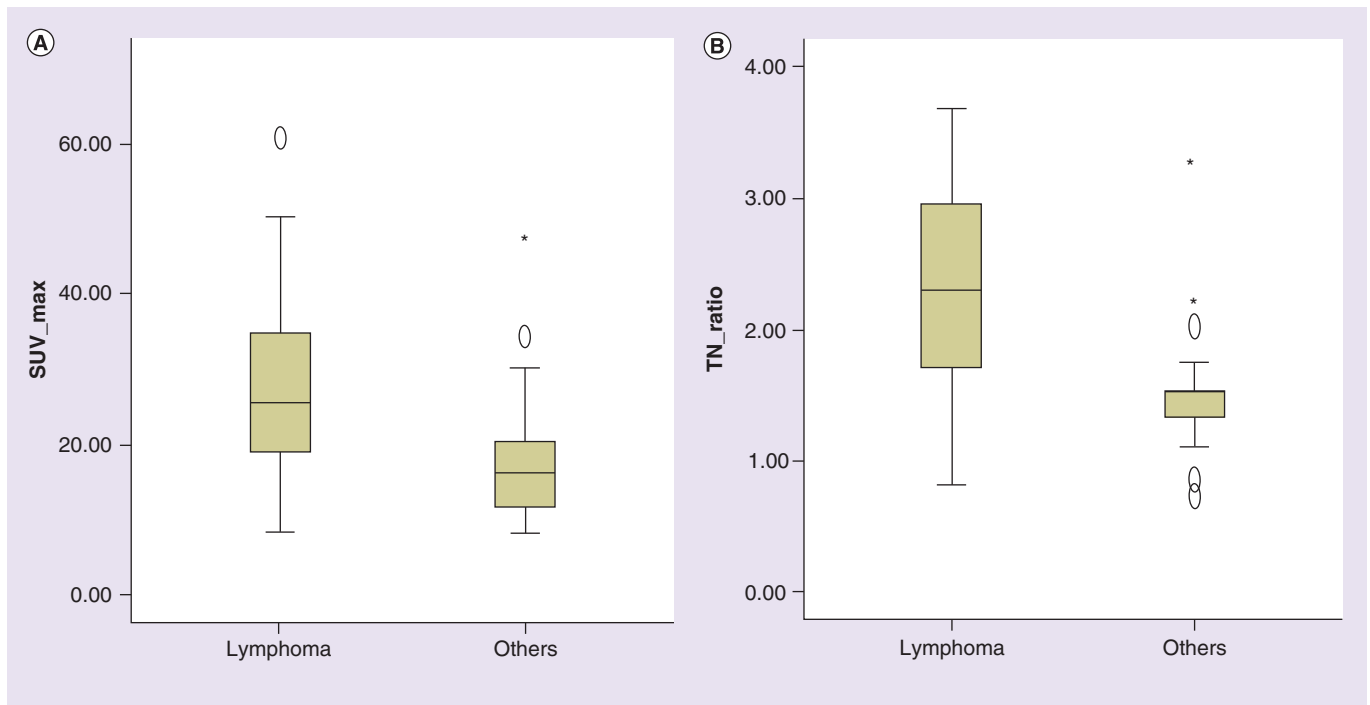 A
SUV_max
60.00
40.00
20.00
0.00
*
Lymphoma
Others
B
TN_ratio
4.00
3.00
2.00
1.00
0.00
*
*
Lymphoma
Others